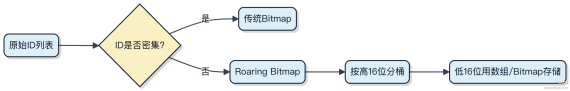 原始ID列表
ID是否密集?
是
传统Bitmap
否
Roaring Bitmap
按高16位分桶
低16位用数组/Bitmap存储